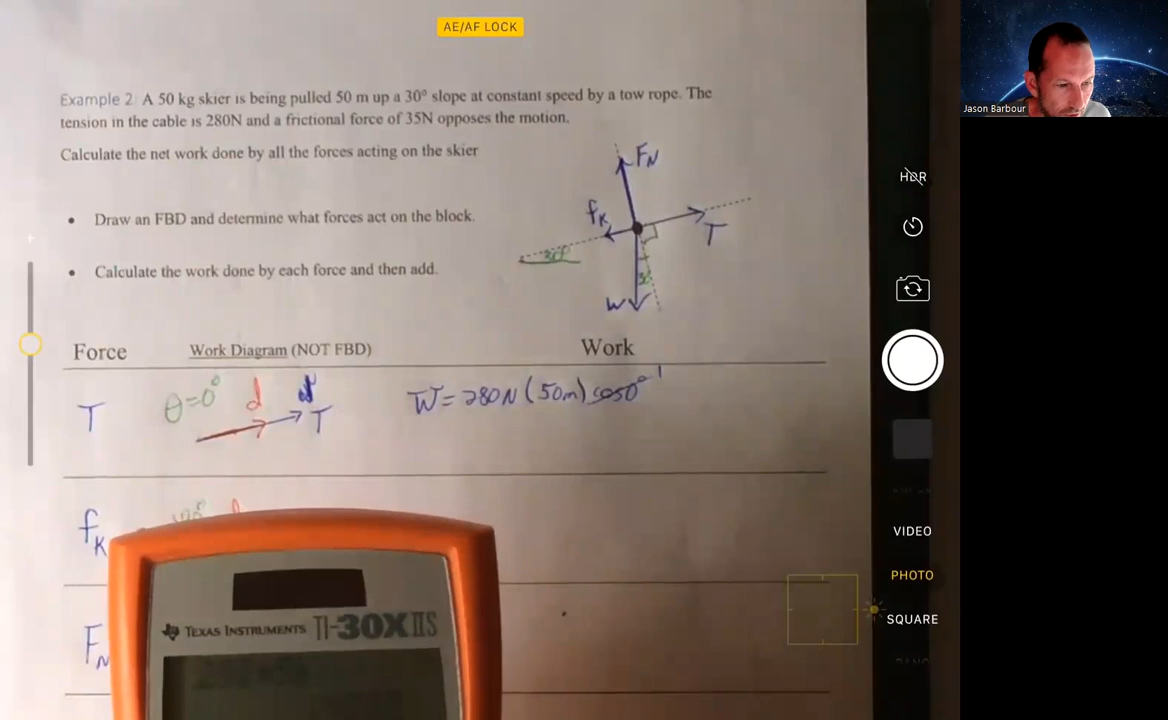 AE/AF LOCK
Example 2: A 50 kg skier is being pulled 50 m up a 30° slope at constant speed by a tow rope. The
tension in the cable is 280N and a frictional force of 35N opposes the motion.
Calculate the net work done by all the forces acting on the skier
• Draw an FBD and determine what forces act on the block.
• Calculate the work done by each force and then add.
FN
fK
T
30°
W
Force Work Diagram (NOT FBD) Work
T θ=0° d T W=280N(50m)cos0° 1
fK
FN
TEXAS INSTRUMENTS TI-30X IIS
Jason Barbour
HDR
VIDEO
PHOTO
SQUARE